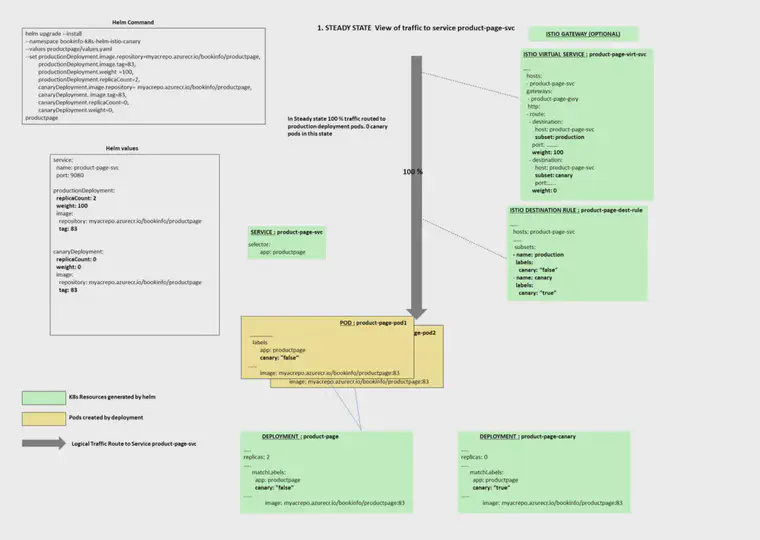 Helm Command
helm upgrade --install
--namespace bookinfo-k8s-helm-istio-canary
--values productpage/values.yaml
--set productionDeployment.image.repository=myacrepo.azurecr.io/bookinfo/productpage,
productionDeployment.image.tag=83,
productionDeployment.weight =100,
productionDeployment.replicaCount=2,
canaryDeployment.image.repository= myacrepo.azurecr.io/bookinfo/productpage,
canaryDeployment. image.tag=83,
canaryDeployment.replicaCount=0,
canaryDeployment.weight=0,
productpage
1. STEADY STATE View of traffic to service product-page-svc
ISTIO GATEWAY (OPTIONAL)
ISTIO VIRTUAL SERVICE : product-page-virt-svc
.....
hosts:
- product-page-svc
gateways:
- product-page-gwy
http:
- route:
- destination:
host: product-page-svc
subset: production
port: ........
weight: 100
- destination:
host: product-page-svc
subset: canary
port:......
weight: 0
In Steady state 100 % traffic routed to
production deployment pods. 0 canary
pods in this state
100 %
Helm values
service:
name: product-page-svc
port: 9080
productionDeployment:
replicaCount: 2
weight: 100
image:
repository: myacrepo.azurecr.io/bookinfo/productpage
tag: 83
canaryDeployment:
replicaCount: 0
weight: 0
image:
repository: myacrepo.azurecr.io/bookinfo/productpage
tag: 83
SERVICE : product-page-svc
selector:
app: productpage
ISTIO DESTINATION RULE : product-page-dest-rule
.....
hosts: product-page-svc
.....
subsets:
- name: production
labels:
canary: "false"
- name: canary
labels:
canary: "true"
POD : product-page-pod1
............
labels
app: productpage
canary: "false"
.....
image: myacrepo.azurecr.io/bookinfo/productpage:83
ge-pod2
image: myacrepo.azurecr.io/bookinfo/productpage:83
K8s Resources generated by helm
Pods created by deployment
Logical Traffic Route to Service product-page-svc
DEPLOYMENT : product-page
.....
replicas: 2
.....
matchLabels:
app: productpage
canary: "false"
.....
image: myacrepo.azurecr.io/bookinfo/productpage:83
DEPLOYMENT : product-page-canary
.....
replicas: 0
.....
matchLabels:
app: productpage
canary: "true"
.....
image: myacrepo.azurecr.io/bookinfo/productpage:83